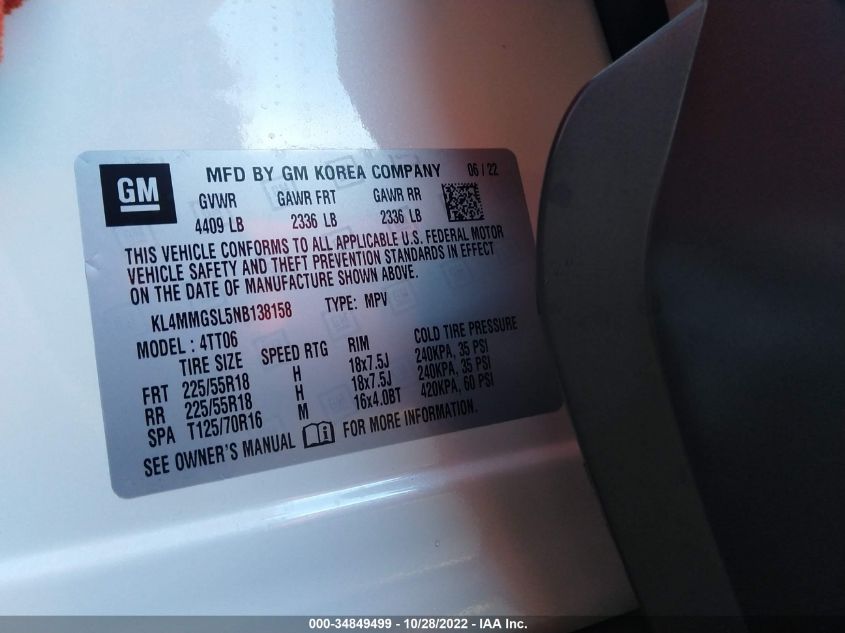 GM
MFD BY GM KOREA COMPANY 06 / 22
GVWR GAWR FRT GAWR RR
4409 LB 2336 LB 2336 LB
THIS VEHICLE CONFORMS TO ALL APPLICABLE U.S. FEDERAL MOTOR
VEHICLE SAFETY AND THEFT PREVENTION STANDARDS IN EFFECT
ON THE DATE OF MANUFACTURE SHOWN ABOVE.
KL4MMGSL5NB138158 TYPE: MPV
MODEL : 4TT06
TIRE SIZE SPEED RTG RIM COLD TIRE PRESSURE
FRT 225/55R18 H 18x7.5J 240KPA, 35 PSI
RR 225/55R18 H 18x7.5J 240KPA, 35 PSI
SPA T125/70R16 M 16x4.0BT 420KPA, 60 PSI
SEE OWNER'S MANUAL FOR MORE INFORMATION.
000-34849499 - 10/28/2022 - IAA Inc.